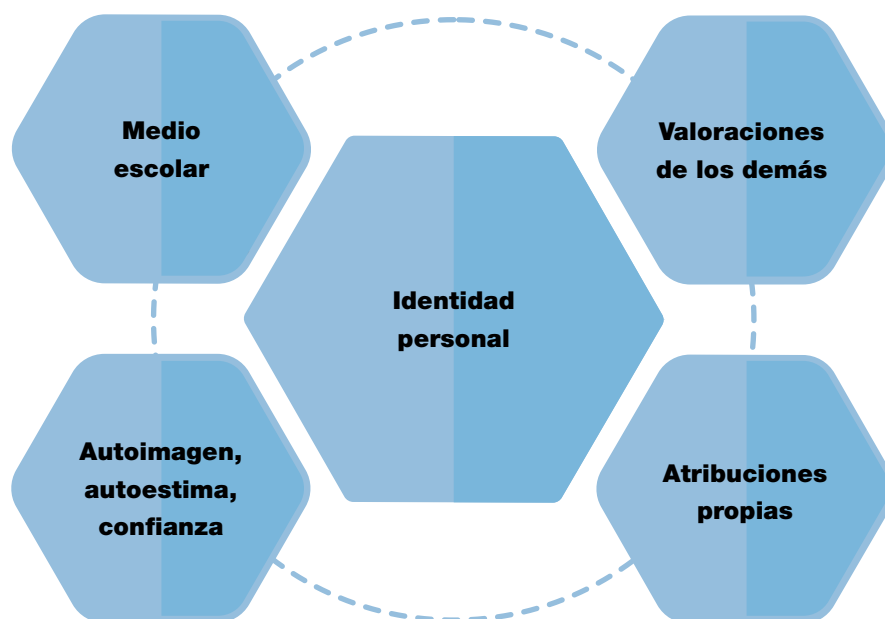 Medio
escolar
Valoraciones
de los demás
Identidad
personal
Autoimagen,
autoestima,
confianza
Atribuciones
propias